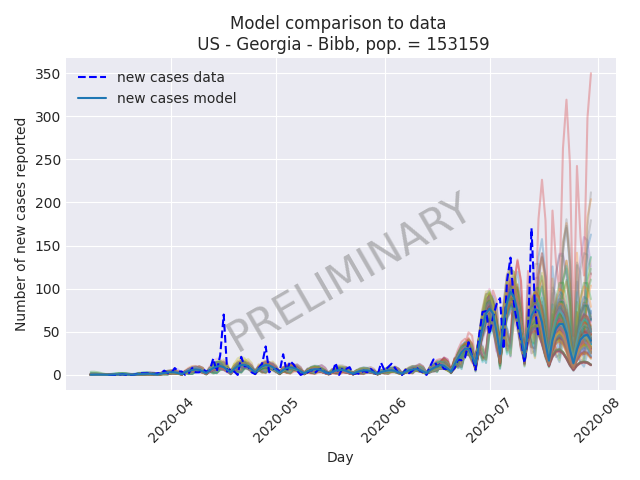 Model comparison to data
US - Georgia - Bibb, pop. = 153159
new cases data
new cases model
PRELIMINARY
Number of new cases reported
350
300
250
200
150
100
50
0
2020-04
2020-05
2020-06
2020-07
2020-08
Day